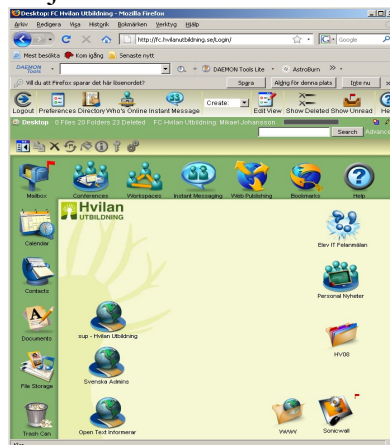 Desktop: FC Hvilan Utbildning - Mozilla Firefox
Arkiv Redigera Visa Historik Bokmärken Verktyg Hjälp
http://fc.hvilanutbildning.se/Login/
Google
Mest besökta Kom igång Senaste nytt
DAEMON Tools
DAEMON Tools Lite
AstroBurn
Vill du att Firefox sparar det här lösenordet?
Spara
Aldrig för denna plats
Inte nu
Logout Preferences Directory Who's Online Instant Message
Create:
Edit View Show Deleted Show Unread
Desktop 0 Files 20 Folders 23 Deleted FC Hvilan Utbildning Mikael Johansson
Search Advanced
Mailbox Conferences Workspaces Instant Messaging Web Publishing Bookmarks Help
Hvilan
UTBILDNING
Calendar
Elev IT Felanmälan
Contacts
Personal Nyheter
Documents
sup - Hvilan Utbildning
HV08
File Storage
Svenska Admins
Trash Can
Open Text Informerar
WWW
Sonicwall
Klar